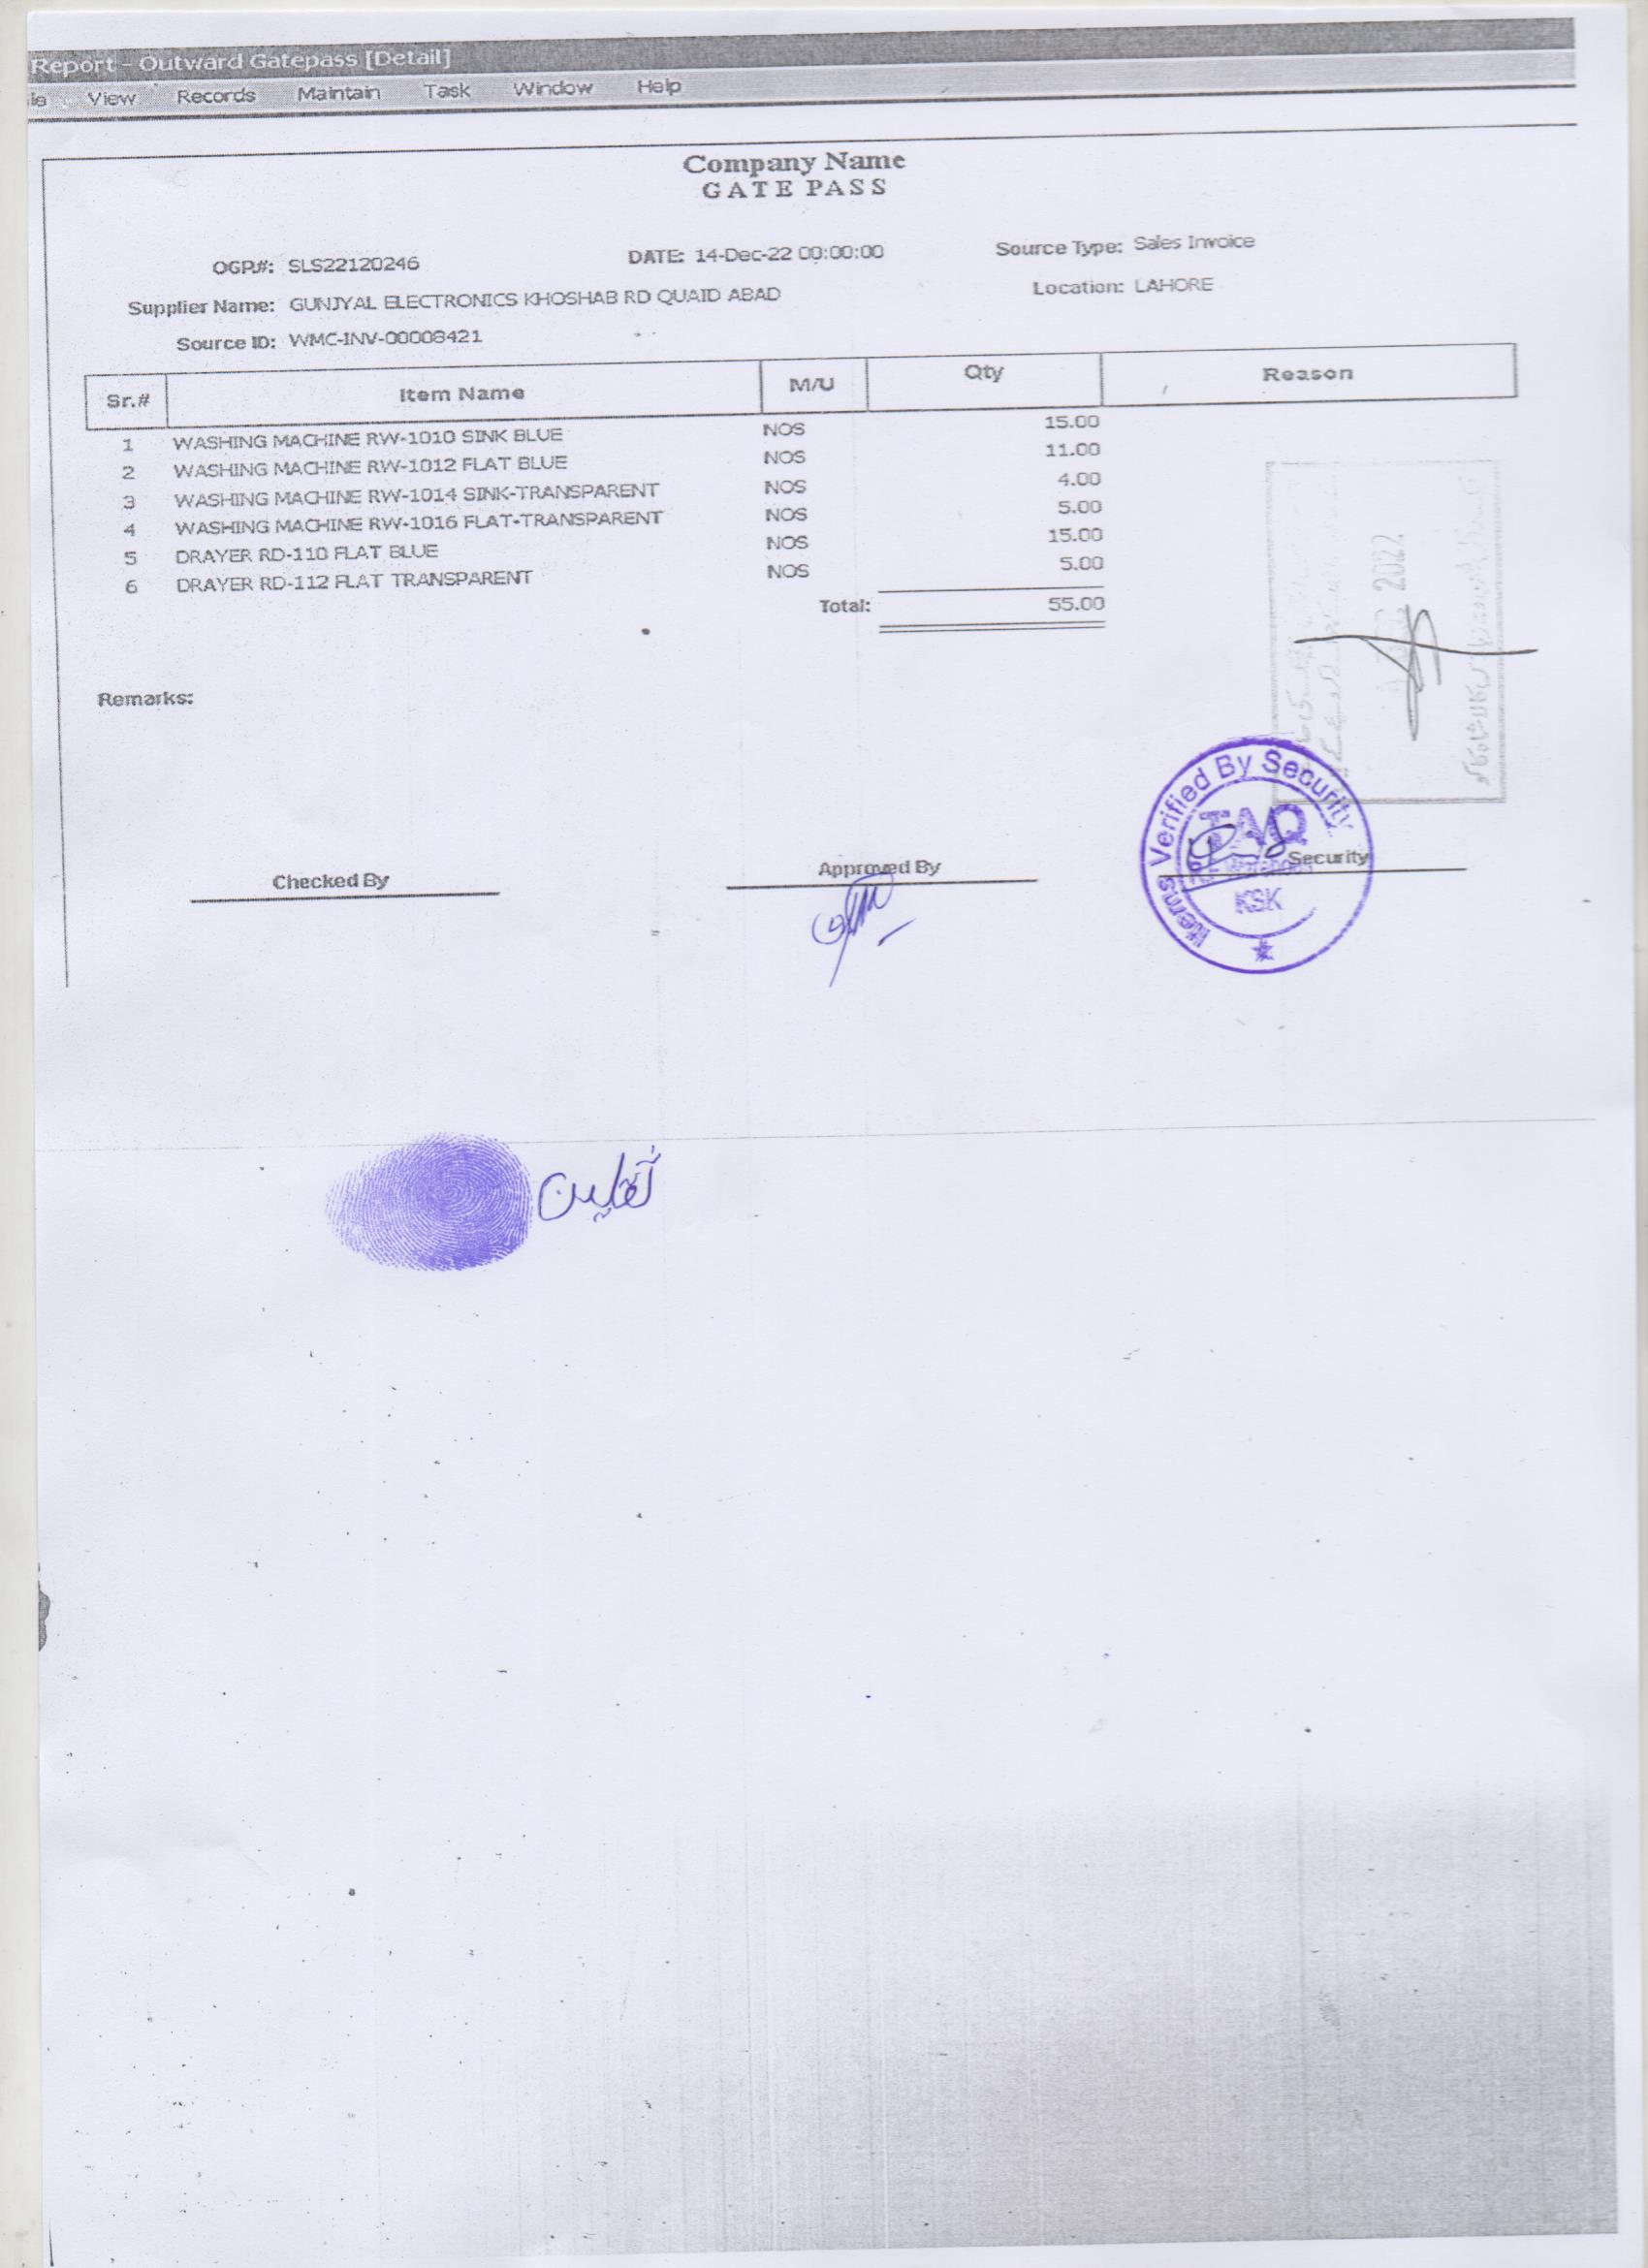 Report - Outward Gatepass [Detail]
View Records Maintain Task Window Help
Company Name
GATE PASS
OGP#: SLS22120246 DATE: 14-Dec-22 00:00:00 Source Type: Sales Invoice
Supplier Name: GUNJYAL ELECTRONICS KHOSHAB RD QUAID ABAD Location: LAHORE
Source ID: WMC-INV-00008421
Sr.# Item Name M/U Qty Reason
1 WASHING MACHINE RW-1010 SINK BLUE NOS 15.00
2 WASHING MACHINE RW-1012 FLAT BLUE NOS 11.00
3 WASHING MACHINE RW-1014 SINK-TRANSPARENT NOS 4.00
4 WASHING MACHINE RW-1016 FLAT-TRANSPARENT NOS 5.00
5 DRAYER RD-110 FLAT BLUE NOS 15.00
6 DRAYER RD-112 FLAT TRANSPARENT NOS 5.00
Total: 55.00
2022
Remarks:
Items Verified By Security
TAQ
KSK
Checked By Approved By Security